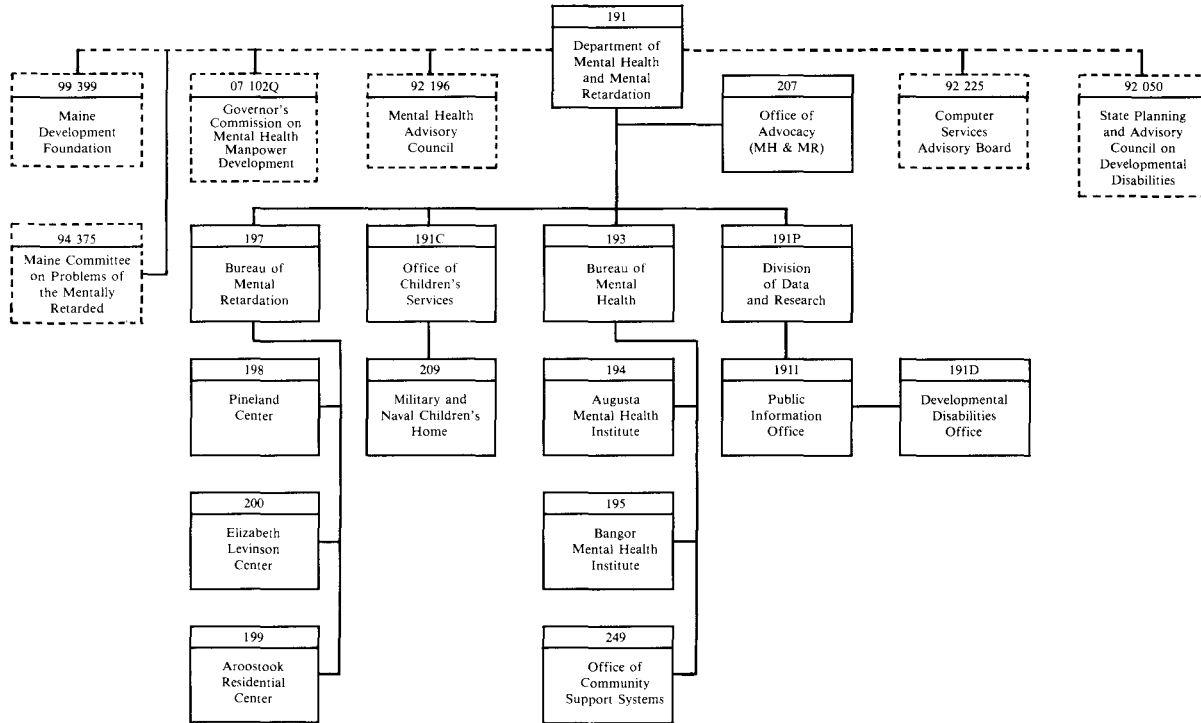 191
Department of
Mental Health
and Mental
Retardation
99 399
Maine
Development
Foundation
07 102Q
Governor's
Commission on
Mental Health
Manpower
Development
92 196
Mental Health
Advisory
Council
207
Office of
Advocacy
(MH & MR)
92 225
Computer
Services
Advisory Board
92 050
State Planning
and Advisory
Council on
Developmental
Disabilities
94 375
Maine Committee
on Problems of
the Mentally
Retarded
197
Bureau of
Mental
Retardation
191C
Office of
Children's
Services
193
Bureau of
Mental
Health
191P
Division
of Data
and Research
198
Pineland
Center
209
Military and
Naval Children's
Home
194
Augusta
Mental Health
Institute
191I
Public
Information
Office
191D
Developmental
Disabilities
Office
200
Elizabeth
Levinson
Center
195
Bangor
Mental Health
Institute
199
Aroostook
Residential
Center
249
Office of
Community
Support Systems